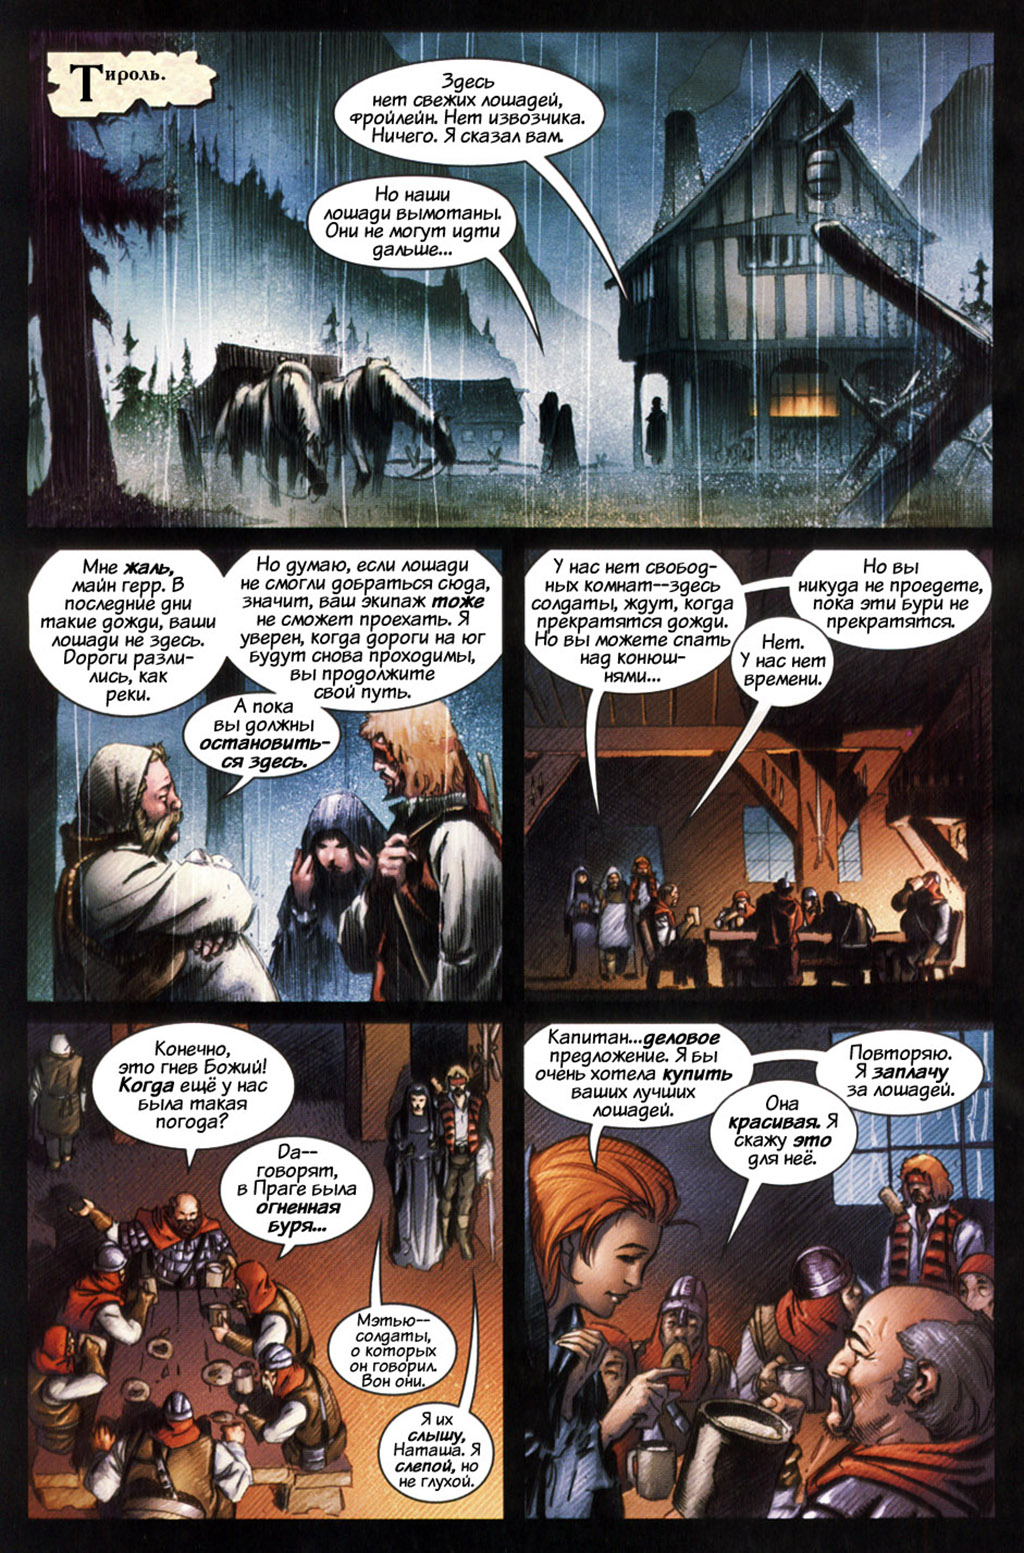 Тироль.
Здесь
нет свежих лошадей,
фройлейн. Нет извозчика.
Ничего. Я сказал вам.
Но наши
лошади вымотаны.
Они не могут идти
дальше...
Мне жаль,
майн герр. В
последние дни
такие дожди, ваши
лошади не здесь.
Дороги разли-
лись, как
реки.
Но думаю, если лошади
не смогли добраться сюда,
значит, ваш экипаж тоже
не сможет проехать. Я
уверен, когда дороги на юг
будут снова проходимы,
вы продолжите
свой путь.
А пока
вы должны
остановить-
ся здесь.
У нас нет свобод-
ных комнат--здесь
солдаты, ждут, когда
прекратятся дожди.
Но вы можете спать
над конюш-
нями...
Но вы
никуда не проедете,
пока эти бури не
прекратятся.
Нет.
У нас нет
времени.
Конечно,
это гнев Божий!
Когда ещё у нас
была такая
погода?
Да--
говорят,
в Праге была
огненная
буря...
Мэтью--
солдаты,
о которых
он говорил.
Вон они.
Я их
слышу,
Наташа. Я
слепой, но
не глухой.
Капитан...деловое
предложение. Я бы
очень хотела купить
ваших лучших
лошадей.
Она
красивая. Я
скажу это
для неё.
Повторяю.
Я заплачу
за лошадей.